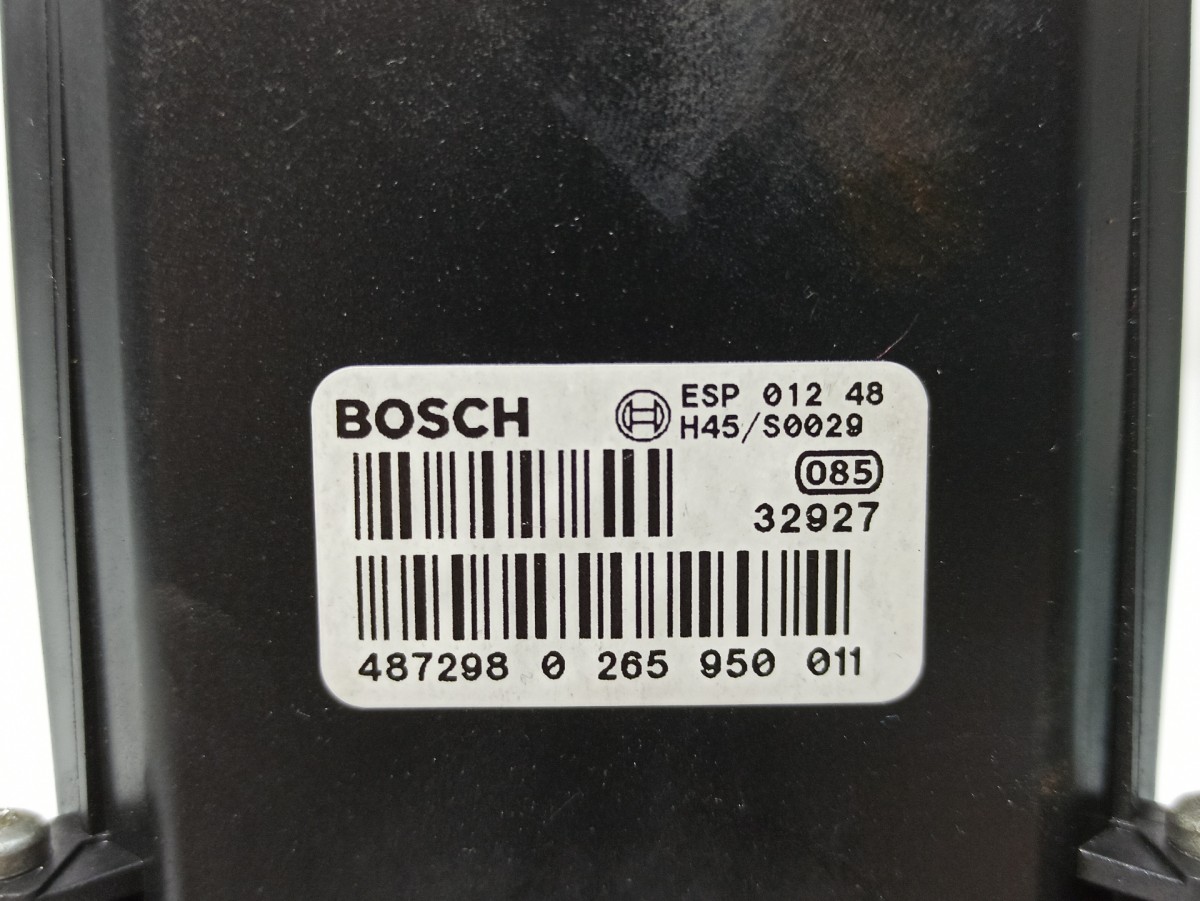 BOSCH
ESP 012 48
H45/S0029
085
32927
487298 0 265 950 011